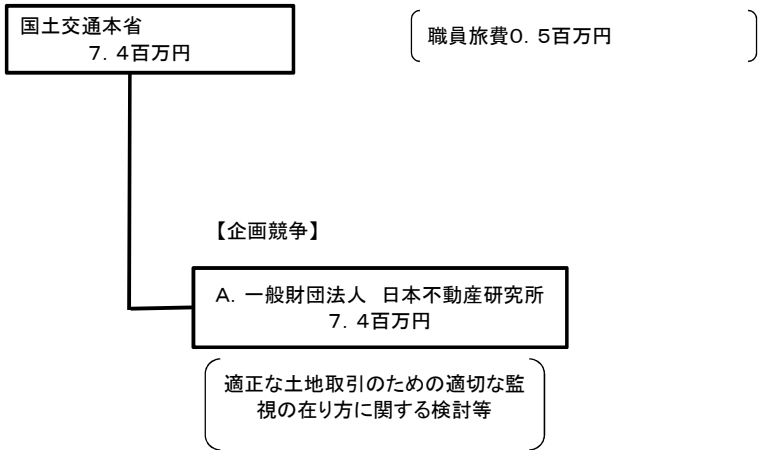 国土交通本省
7．4百万円
職員旅費0．5百万円
【企画競争】
A．一般財団法人　日本不動産研究所
7．4百万円
適正な土地取引のための適切な監
視の在り方に関する検討等